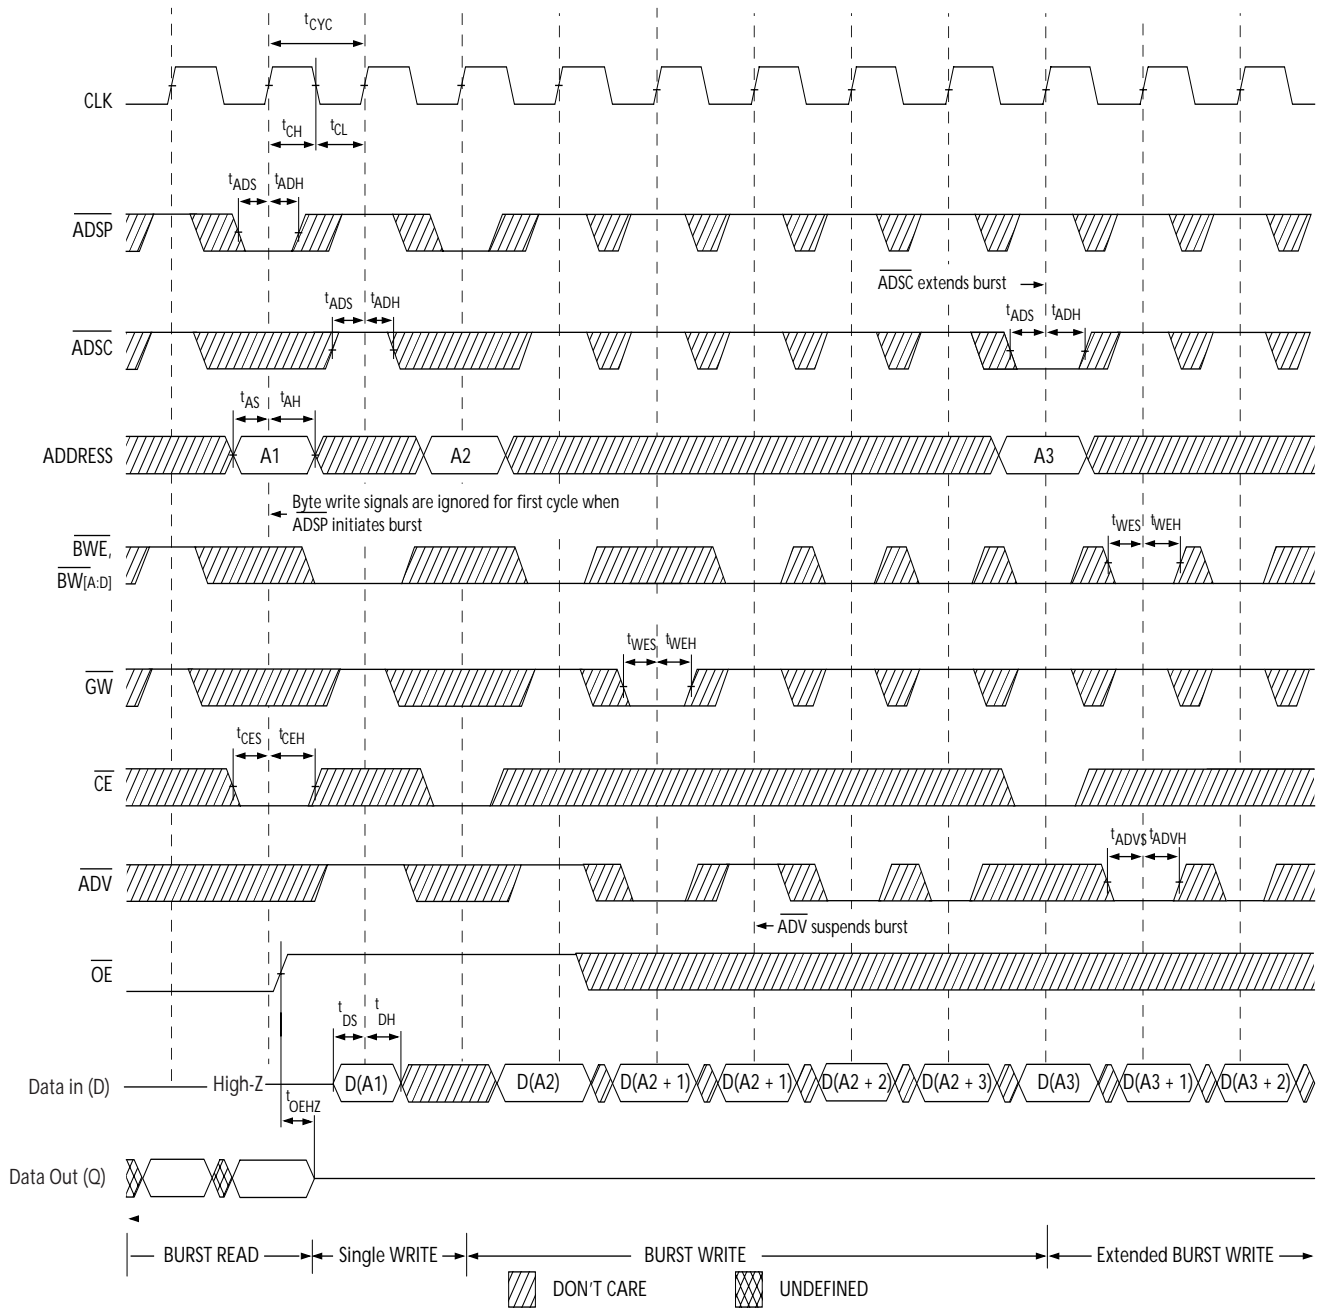 tCYC
CLK
tCH
tCL
tADS
tADH
ADSP
ADSC extends burst
tADS
tADH
tADS
tADH
ADSC
tAS
tAH
ADDRESS
A1
A2
A3
Byte write signals are ignored for first cycle when
ADSP initiates burst
tWES
tWEH
BWE,
BW[A:D]
tWES
tWEH
GW
tCES
tCEH
CE
tADVS
tADVH
ADV
ADV suspends burst
OE
tDS
tDH
Data in (D)
High-Z
D(A1)
D(A2)
D(A2 + 1)
D(A2 + 1)
D(A2 + 2)
D(A2 + 3)
D(A3)
D(A3 + 1)
D(A3 + 2)
tOEHZ
Data Out (Q)
BURST READ
Single WRITE
BURST WRITE
Extended BURST WRITE
DON'T CARE
UNDEFINED